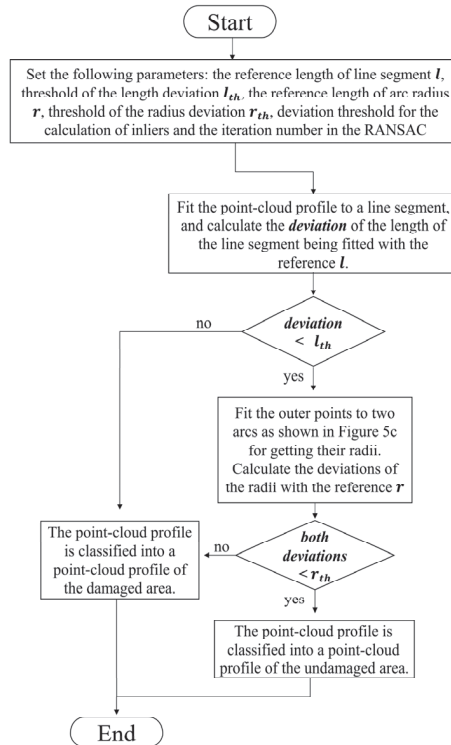 Start
Set the following parameters: the reference length of line segment l,
threshold of the length deviation l_th, the reference length of arc radius
r, threshold of the radius deviation r_th, deviation threshold for the
calculation of inliers and the iteration number in the RANSAC
Fit the point-cloud profile to a line segment,
and calculate the deviation of the length of
the line segment being fitted with the
reference l.
no
deviation
< l_th
yes
Fit the outer points to two
arcs as shown in Figure 5c
for getting their radii.
Calculate the deviations of
the radii with the reference r
The point-cloud profile
is classified into a
point-cloud profile of
the damaged area.
no
both
deviations
< r_th
yes
The point-cloud profile is
classified into a point-cloud
profile of the undamaged area.
End